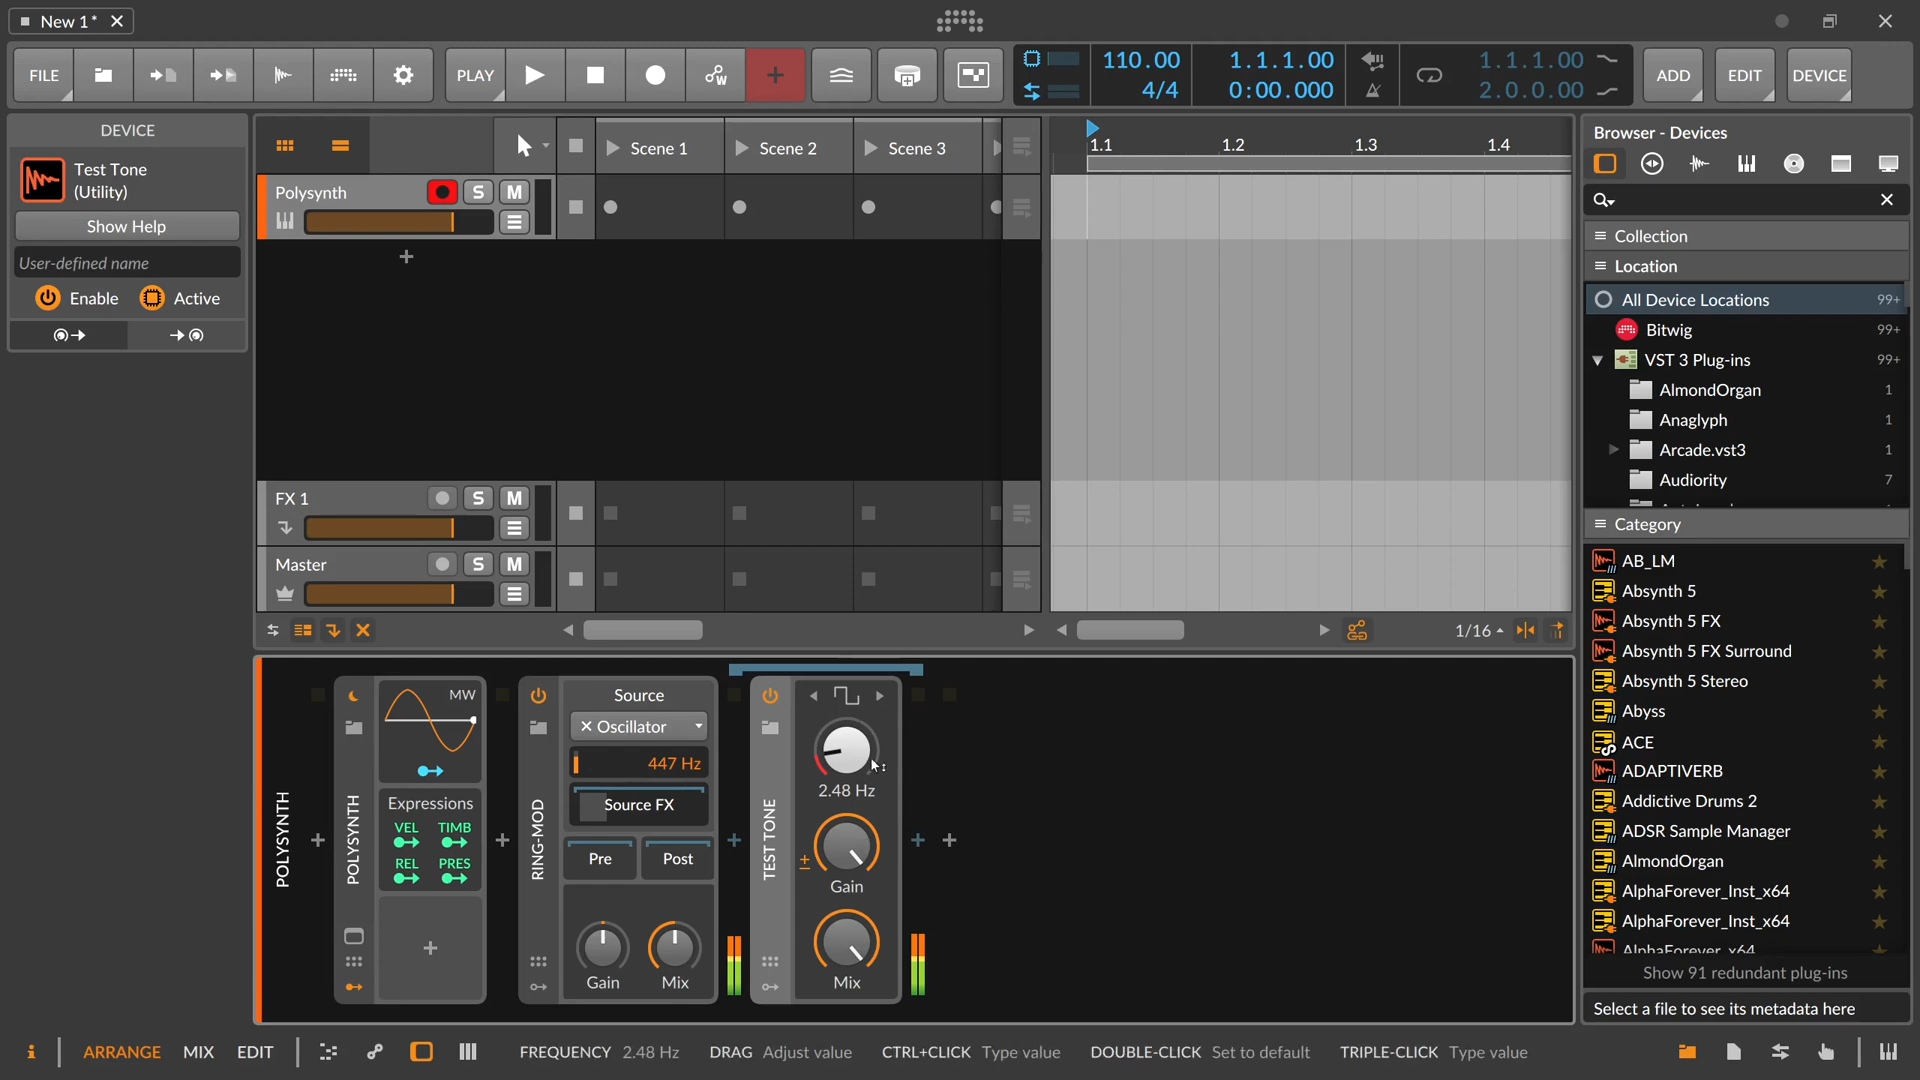 New 1*
FILE
PLAY
110.00
4/4
1.1.1.00
0:00.000
1.1.1.00
2.0.0.00
ADD
EDIT
DEVICE
DEVICE
Test Tone
(Utility)
Show Help
User-defined name
Enable
Active
Scene 1
Scene 2
Scene 3
1.1
1.2
1.3
1.4
Polysynth
S
M
FX 1
S
M
Master
S
M
1/16
Browser - Devices
Collection
Location
All Device Locations 99+
Bitwig 99+
VST 3 Plug-ins 99+
AlmondOrgan 1
Anaglyph 1
Arcade.vst3 1
Audiority 7
Category
AB_LM
Absynth 5
Absynth 5 FX
Absynth 5 FX Surround
Absynth 5 Stereo
Abyss
ACE
ADAPTIVERB
Addictive Drums 2
ADSR Sample Manager
AlmondOrgan
AlphaForever_Inst_x64
AlphaForever_Inst_x64
AlphaForever_x64
Show 91 redundant plug-ins
Select a file to see its metadata here
POLYSYNTH
POLYSYNTH
MW
Expressions
VEL TIMB
REL PRES
RING-MOD
Source
Oscillator
447 Hz
Source FX
Pre
Post
Gain
Mix
TEST TONE
2.48 Hz
Gain
Mix
ARRANGE
MIX
EDIT
FREQUENCY 2.48 Hz
DRAG Adjust value
CTRL+CLICK Type value
DOUBLE-CLICK Set to default
TRIPLE-CLICK Type value